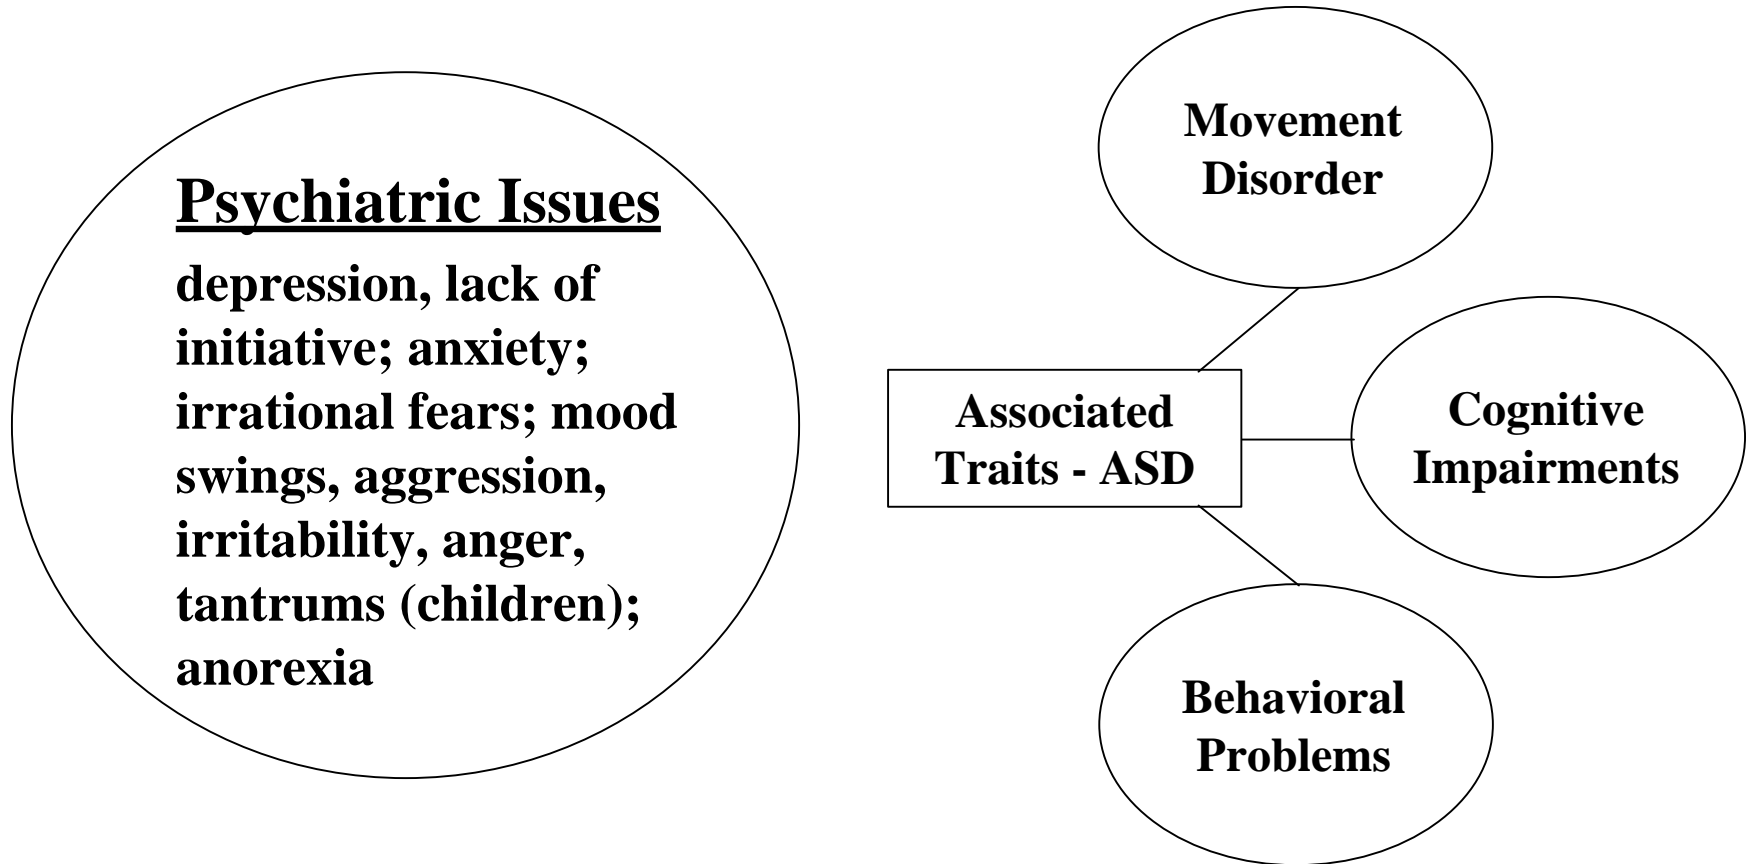 Psychiatric Issues
depression, lack of
initiative; anxiety;
irrational fears; mood
swings, aggression,
irritability, anger,
tantrums (children);
anorexia
Movement
Disorder
Associated
Traits - ASD
Cognitive
Impairments
Behavioral
Problems